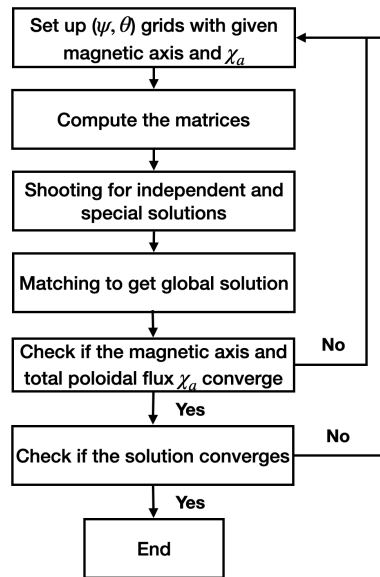 Set up (ψ, θ) grids with given
magnetic axis and χₐ
Compute the matrices
Shooting for independent and
special solutions
Matching to get global solution
Check if the magnetic axis and
total poloidal flux χₐ converge
No
Yes
Check if the solution converges
No
Yes
End